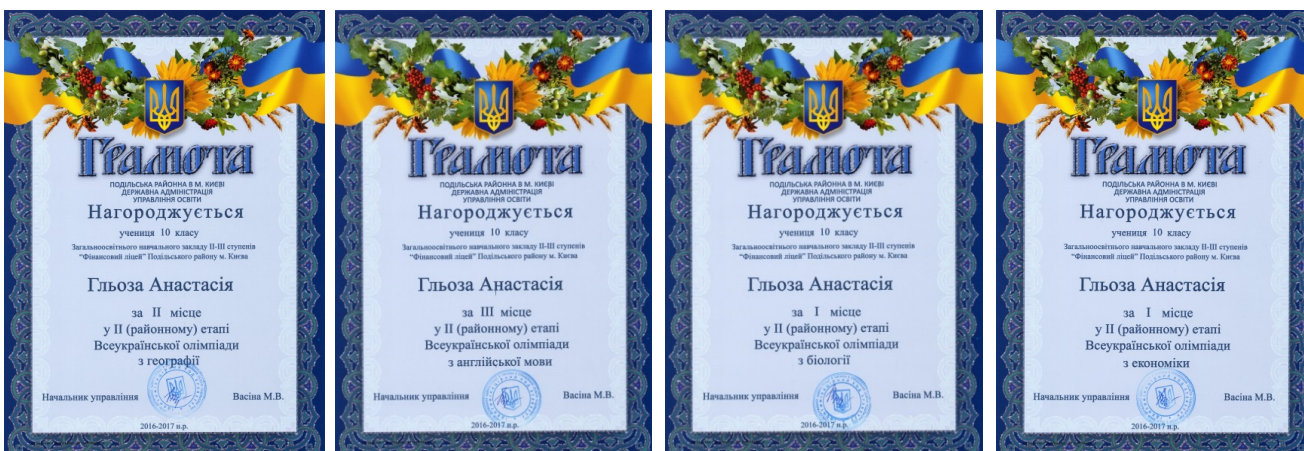 Грамота
ПОДІЛЬСЬКА РАЙОННА В М. КИЄВІ
ДЕРЖАВНА АДМІНІСТРАЦІЯ
УПРАВЛІННЯ ОСВІТИ
Нагороджується
учениця 10 класу
Загальноосвітнього навчального закладу ІІ-ІІІ ступенів
"Фінансовий ліцей" Подільського району м. Києва
Гльоза Анастасія
за ІІ місце
у ІІ (районному) етапі
Всеукраїнської олімпіади
з географії
Начальник управління Васіна М.В.
2016-2017 н.р.
Грамота
ПОДІЛЬСЬКА РАЙОННА В М. КИЄВІ
ДЕРЖАВНА АДМІНІСТРАЦІЯ
УПРАВЛІННЯ ОСВІТИ
Нагороджується
учениця 10 класу
Загальноосвітнього навчального закладу ІІ-ІІІ ступенів
"Фінансовий ліцей" Подільського району м. Києва
Гльоза Анастасія
за ІІІ місце
у ІІ (районному) етапі
Всеукраїнської олімпіади
з англійської мови
Начальник управління Васіна М.В.
2016-2017 н.р.
Грамота
ПОДІЛЬСЬКА РАЙОННА В М. КИЄВІ
ДЕРЖАВНА АДМІНІСТРАЦІЯ
УПРАВЛІННЯ ОСВІТИ
Нагороджується
учениця 10 класу
Загальноосвітнього навчального закладу ІІ-ІІІ ступенів
"Фінансовий ліцей" Подільського району м. Києва
Гльоза Анастасія
за І місце
у ІІ (районному) етапі
Всеукраїнської олімпіади
з біології
Начальник управління Васіна М.В.
2016-2017 н.р.
Грамота
ПОДІЛЬСЬКА РАЙОННА В М. КИЄВІ
ДЕРЖАВНА АДМІНІСТРАЦІЯ
УПРАВЛІННЯ ОСВІТИ
Нагороджується
учениця 10 класу
Загальноосвітнього навчального закладу ІІ-ІІІ ступенів
"Фінансовий ліцей" Подільського району м. Києва
Гльоза Анастасія
за І місце
у ІІ (районному) етапі
Всеукраїнської олімпіади
з економіки
Начальник управління Васіна М.В.
2016-2017 н.р.